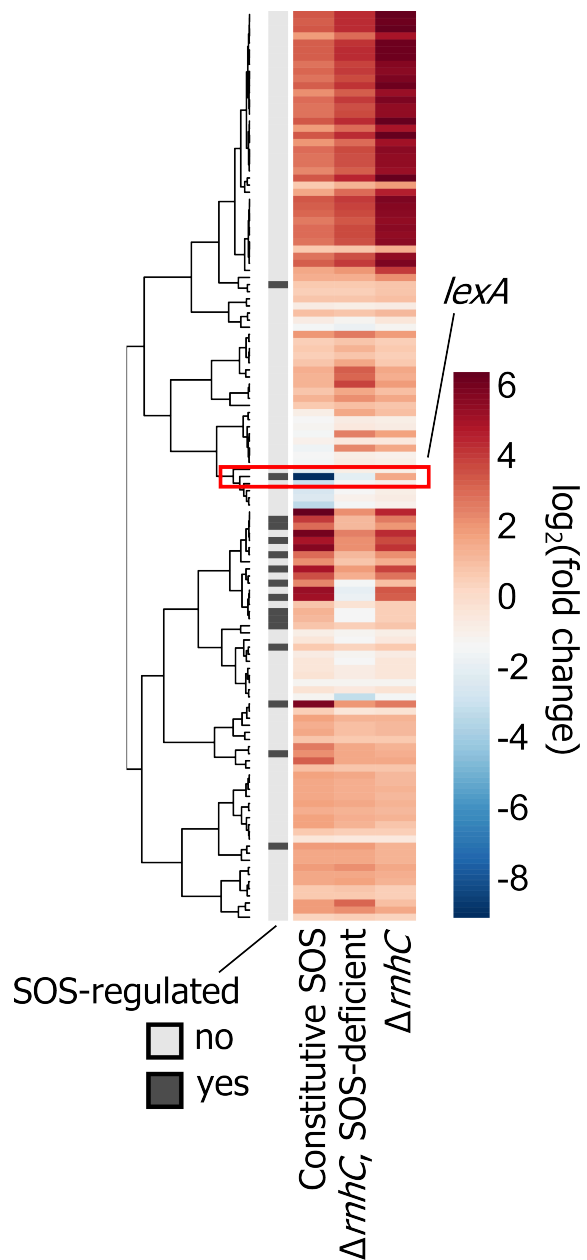 lexA
6
4
2
0
-2
-4
-6
-8
log2(fold change)
SOS-regulated
no
yes
Constitutive SOS
ΔrnhC, SOS-deficient
ΔrnhC